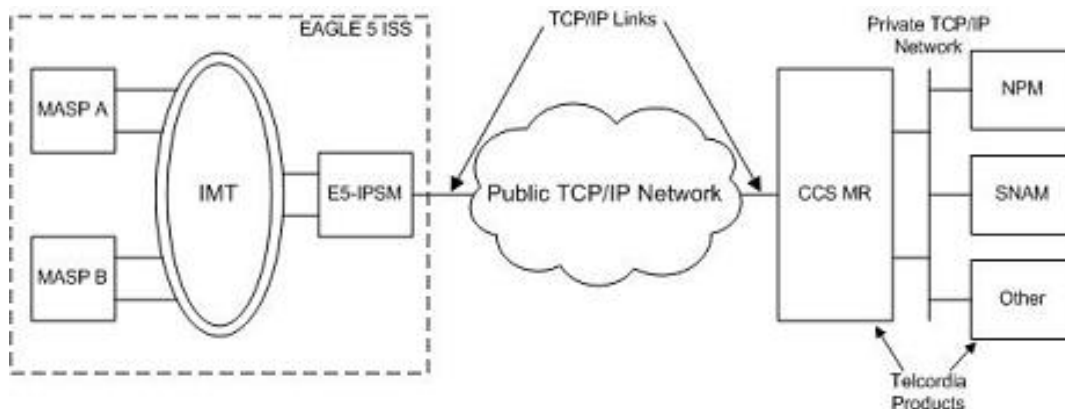 TCP/IP Links
EAGLE 5 ISS
Private TCP/IP
Network
MASP A
NPM
IMT
E5-IPSM
Public TCP/IP Network
CCS MR
SNAM
MASP B
Other
Telcordia
Products